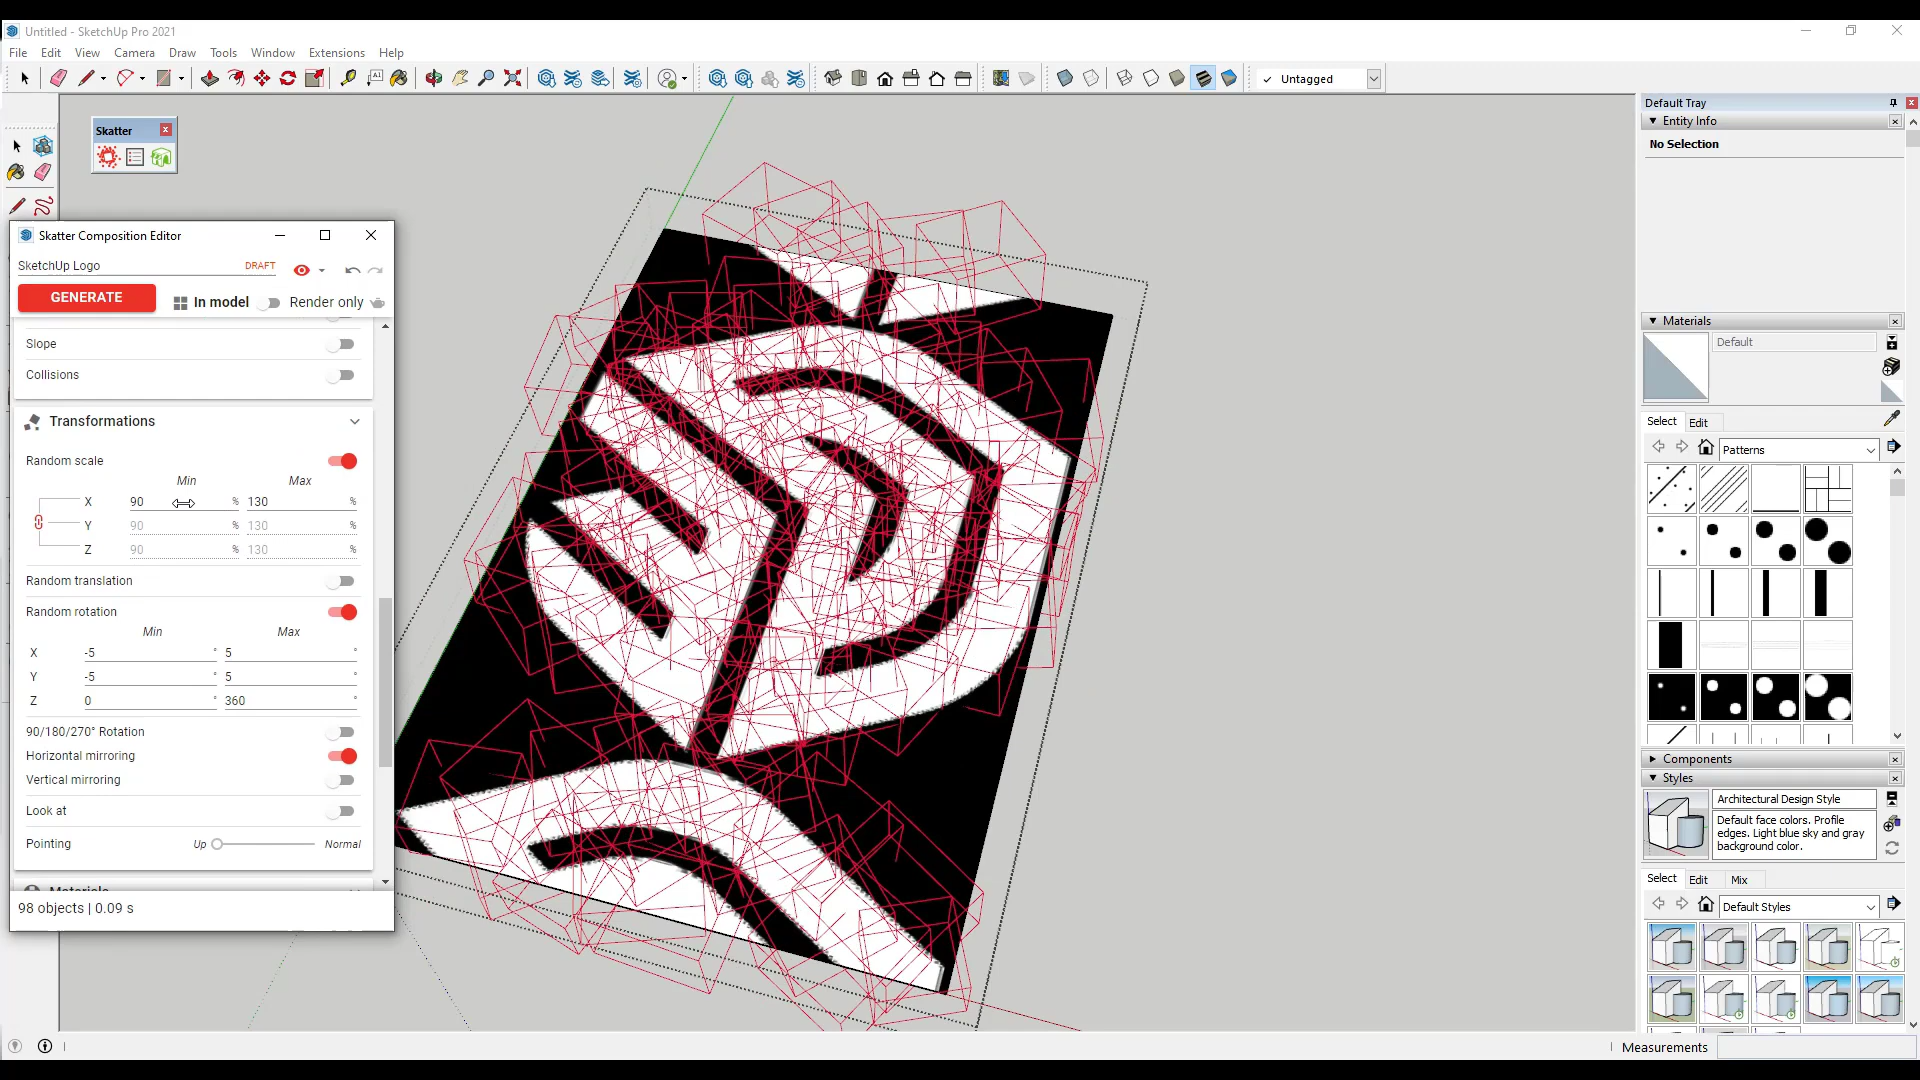 Untitled - SketchUp Pro 2021
File Edit View Camera Draw Tools Window Extensions Help
Untagged
Skatter
Skatter Composition Editor
SketchUp Logo DRAFT
GENERATE In model Render only
Slope
Collisions
Transformations
Random scale
Min Max
X 90 % 130 %
Y 90 % 130 %
Z 90 % 130 %
Random translation
Random rotation
Min Max
X -5 ° 5 °
Y -5 ° 5 °
Z 0 ° 360 °
90/180/270° Rotation
Horizontal mirroring
Vertical mirroring
Look at
Pointing Up Normal
Materials
98 objects | 0.09 s
Default Tray
Entity Info
No Selection
Materials
Default
Select Edit
Patterns
Components
Styles
Architectural Design Style
Default face colors. Profile
edges. Light blue sky and gray
background color.
Select Edit Mix
Default Styles
Measurements